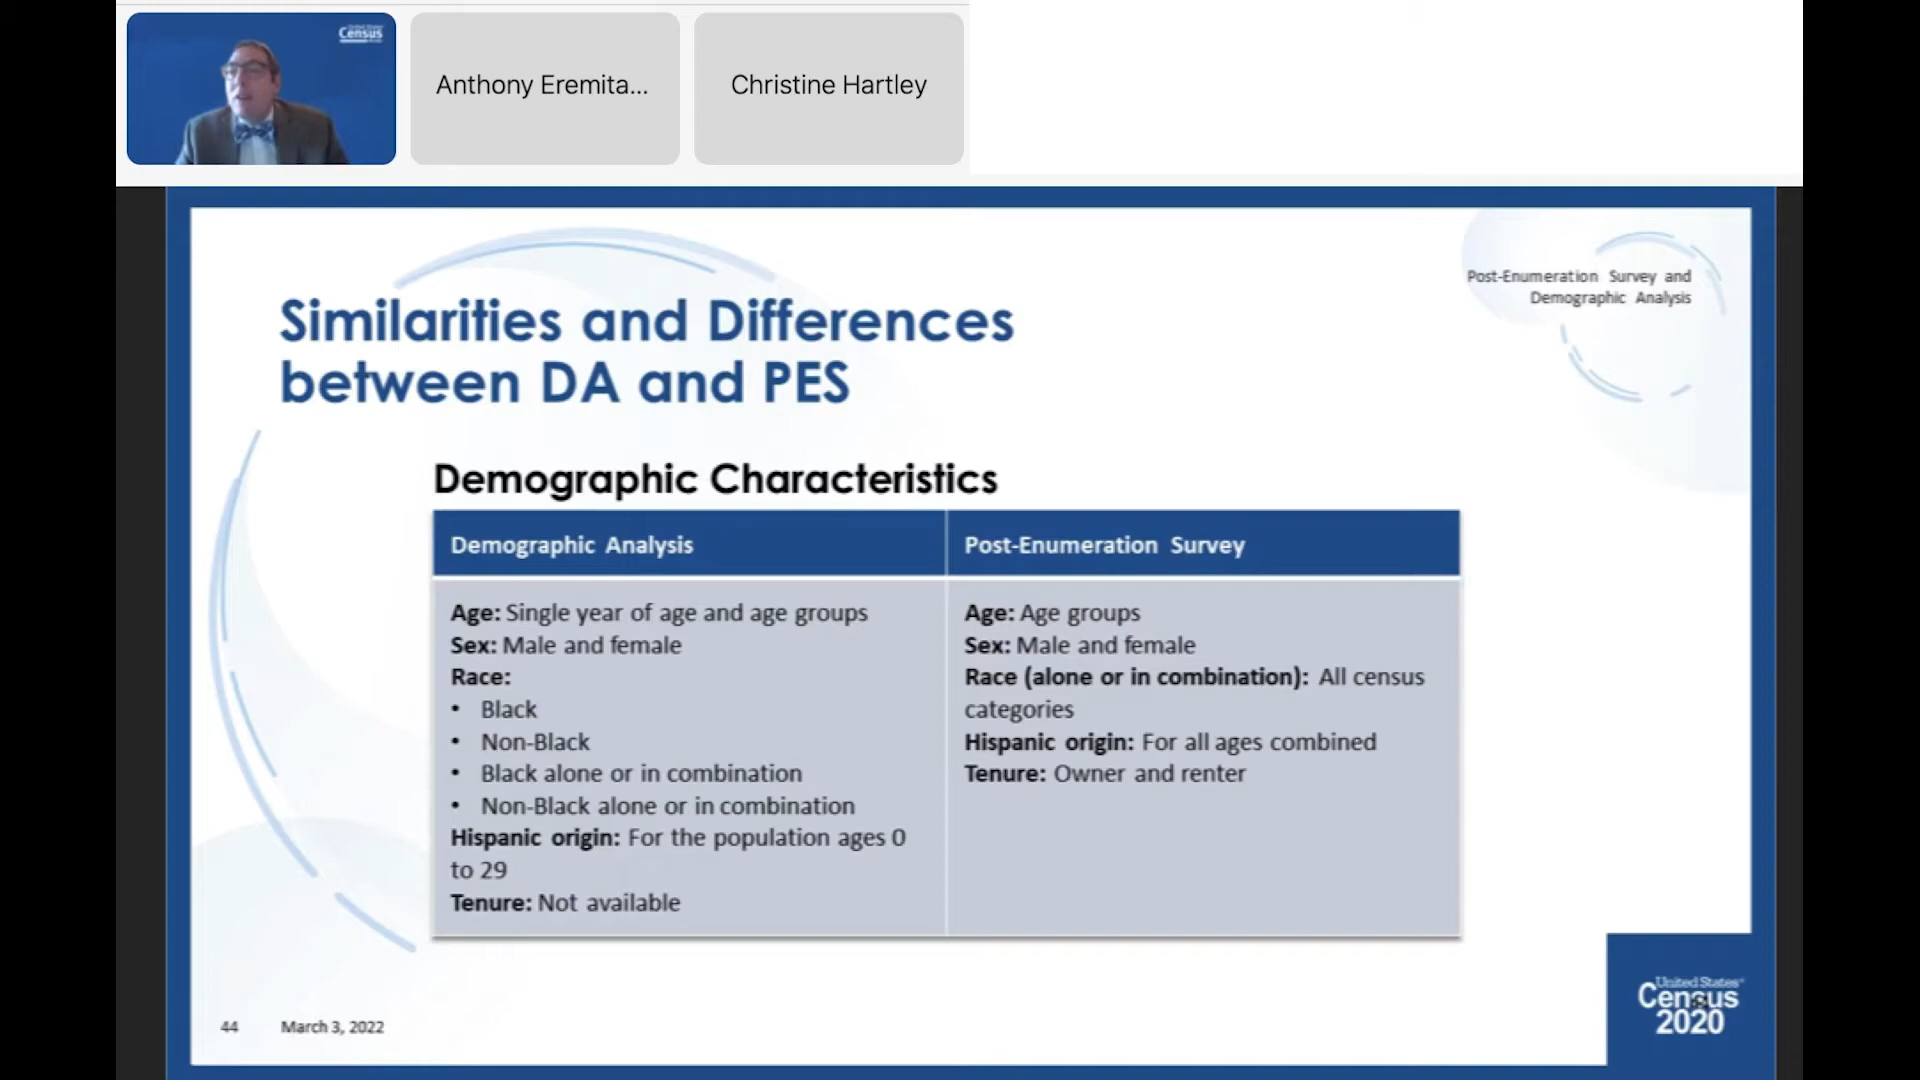 Census
Anthony Eremita...
Christine Hartley
Post-Enumeration Survey and
Demographic Analysis
Similarities and Differences
between DA and PES
Demographic Characteristics
Demographic Analysis
Age: Single year of age and age groups
Sex: Male and female
Race:
• Black
• Non-Black
• Black alone or in combination
• Non-Black alone or in combination
Hispanic origin: For the population ages 0
to 29
Tenure: Not available
Post-Enumeration Survey
Age: Age groups
Sex: Male and female
Race (alone or in combination): All census
categories
Hispanic origin: For all ages combined
Tenure: Owner and renter
44
March 3, 2022
United States®
Census
2020